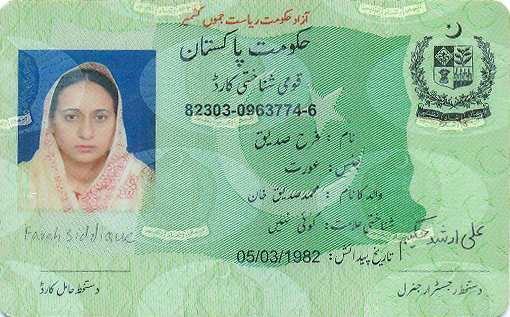 آزاد حکومت ریاست جموں کشمیر
حکومت پاکستان
قومی شناختی کارڈ
82303-0963774-6
نام : فرح صدیق
جنس: عورت
والد کا نام : محمد صدیق خان
شناختی علامت: کوئی نہیں
تاریخ پیدائش: 05/03/1982
Farah Siddique
علی ارشد حکیم
دستخط حامل کارڈ
دستخط رجسٹرار جنرل